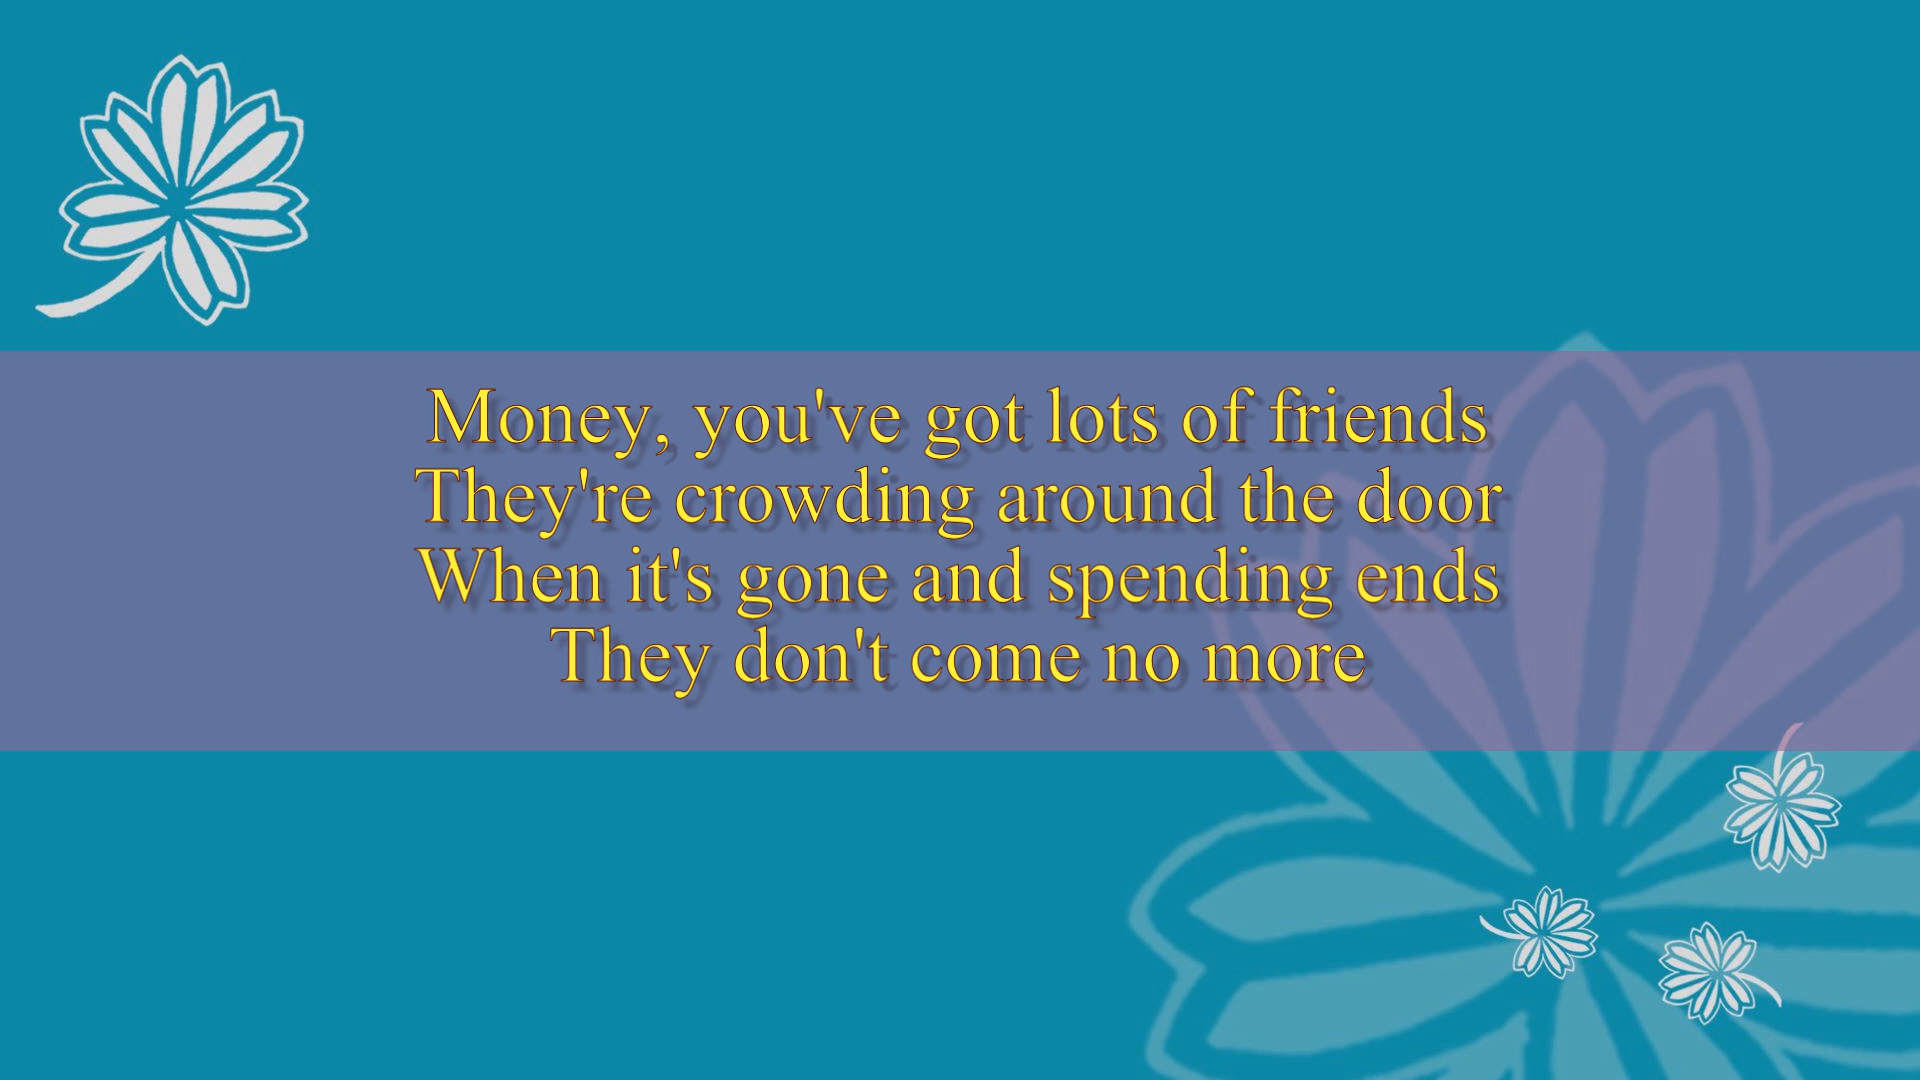 Money, you've got lots of friends
They're crowding around the door
When it's gone and spending ends
They don't come no more